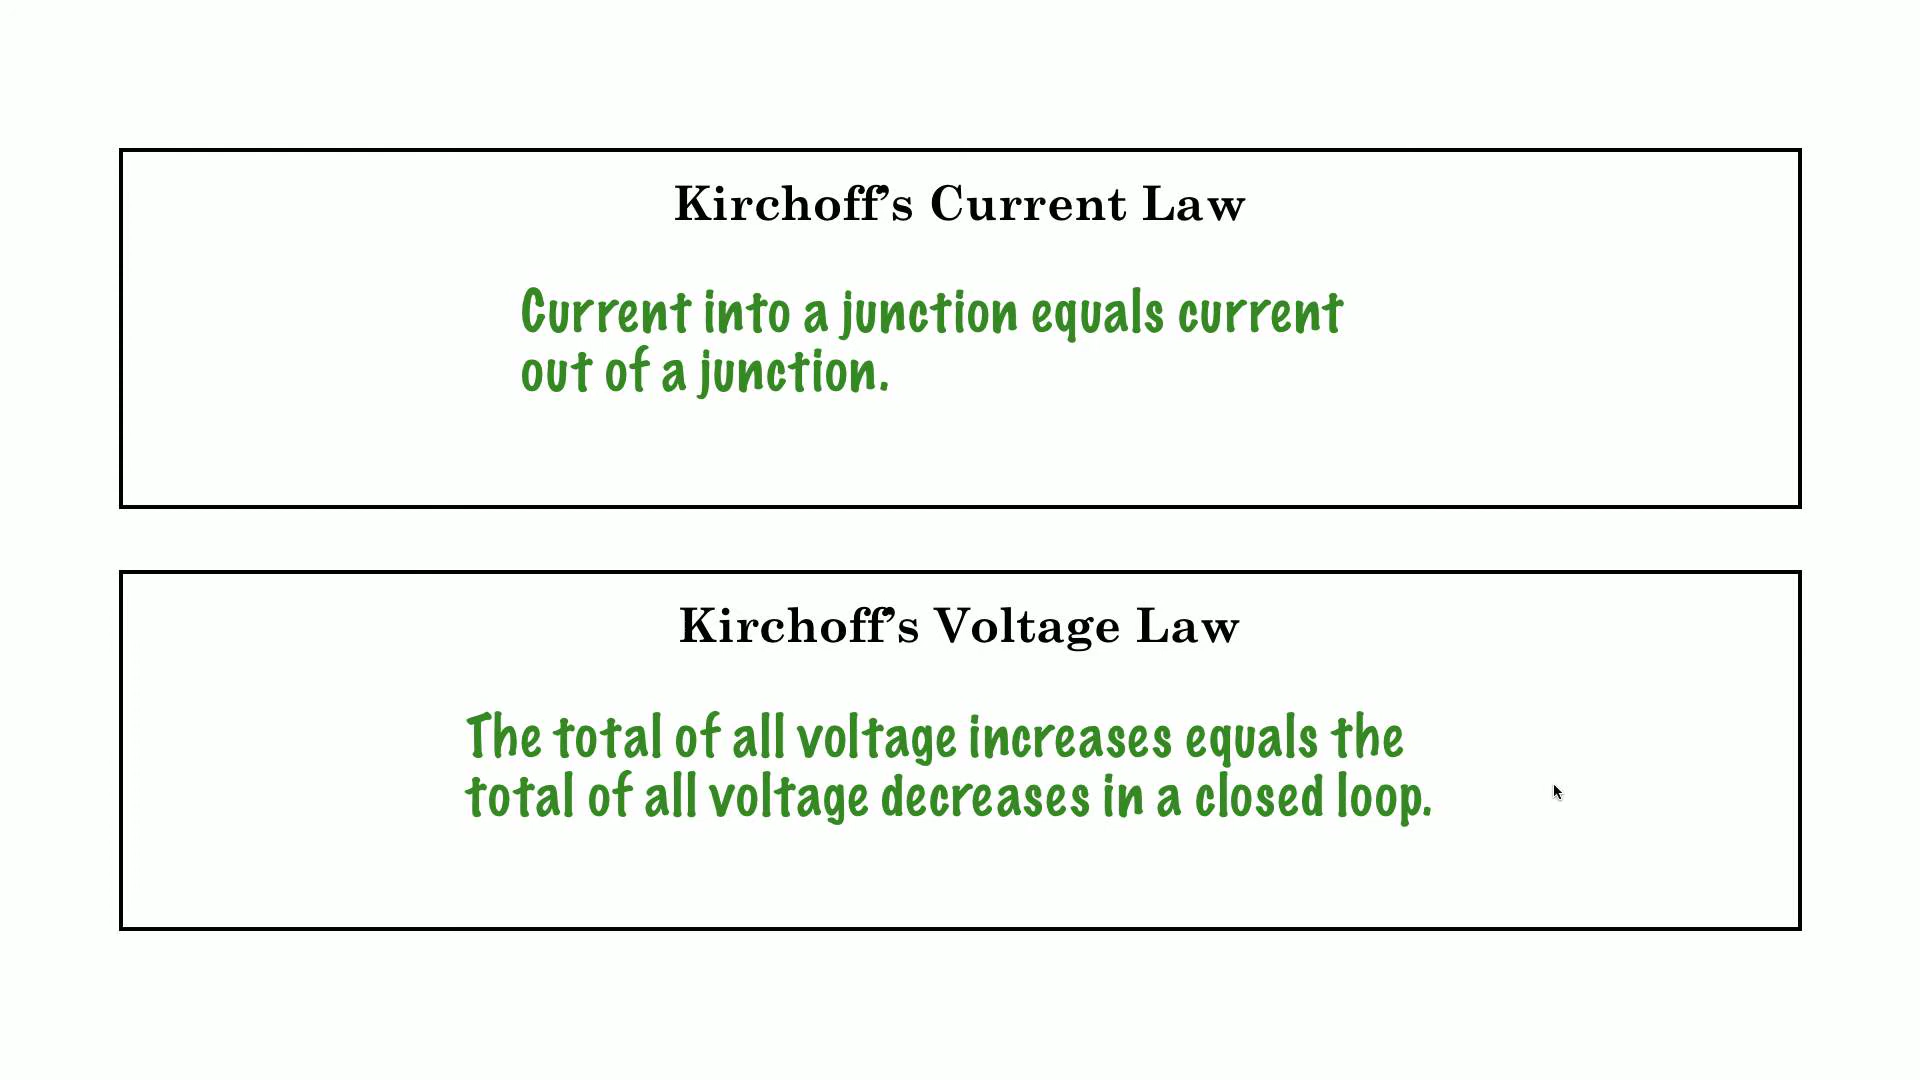 Kirchoff’s Current Law
Current into a junction equals current
out of a junction.
Kirchoff’s Voltage Law
The total of all voltage increases equals the
total of all voltage decreases in a closed loop.